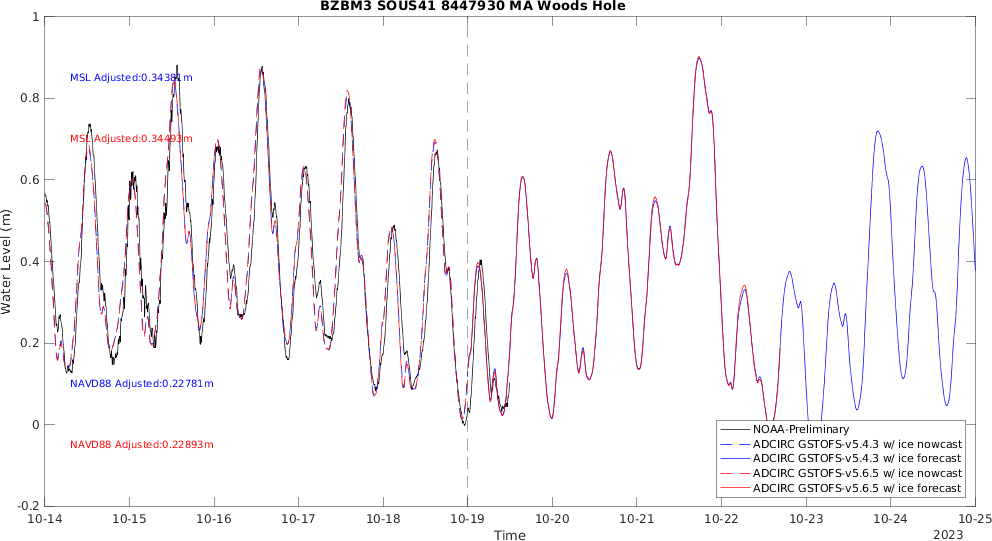 BZBM3 SOUS41 8447930 MA Woods Hole
1
0.8
0.6
0.4
0.2
0
-0.2
Water Level (m)
MSL Adjusted:0.34381m
MSL Adjusted:0.34493m
NAVD88 Adjusted:0.22781m
NAVD88 Adjusted:0.22893m
NOAA-Preliminary
ADCIRC GSTOFS-v5.4.3 w/ ice nowcast
ADCIRC GSTOFS-v5.4.3 w/ ice forecast
ADCIRC GSTOFS-v5.6.5 w/ ice nowcast
ADCIRC GSTOFS-v5.6.5 w/ ice forecast
10-14 10-15 10-16 10-17 10-18 10-19 10-20 10-21 10-22 10-23 10-24 10-25
Time
2023